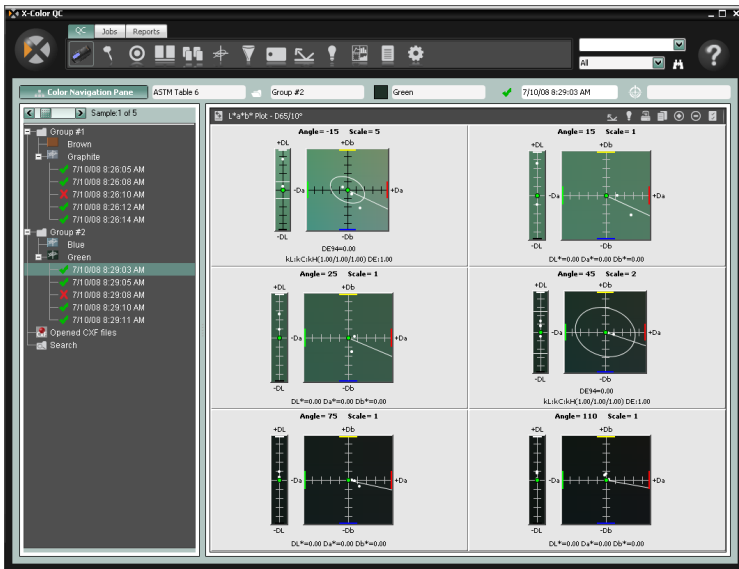 X-Color QC
QC Jobs Reports
All
?
Color Navigation Pane ASTM Table 6 Group #2 Green 7/10/08 8:29:03 AM
Sample:1 of 5
Group #1
Brown
Graphite
7/10/08 8:26:05 AM
7/10/08 8:26:08 AM
7/10/08 8:26:10 AM
7/10/08 8:26:12 AM
7/10/08 8:26:14 AM
Group #2
Blue
Green
7/10/08 8:29:03 AM
7/10/08 8:29:05 AM
7/10/08 8:29:08 AM
7/10/08 8:29:10 AM
7/10/08 8:29:11 AM
Opened CXF files
Search
L*a*b* Plot - D65/10°
Angle= -15 Scale= 5
+DL +Db
-Da +Da
-DL -Db
DE94=0.00
kL:kC:kH(1.00/1.00/1.00) DE:1.00
Angle= 15 Scale= 1
+DL +Db
-Da +Da
-DL -Db
DL*=0.00 Da*=0.00 Db*=0.00
Angle= 25 Scale= 1
+DL +Db
-Da +Da
-DL -Db
DL*=0.00 Da*=0.00 Db*=0.00
Angle= 45 Scale= 2
+DL +Db
-Da +Da
-DL -Db
DE94=0.00
kL:kC:kH(1.00/1.00/1.00) DE:1.00
Angle= 75 Scale= 1
+DL +Db
-Da +Da
-DL -Db
DL*=0.00 Da*=0.00 Db*=0.00
Angle= 110 Scale= 1
+DL +Db
-Da +Da
-DL -Db
DL*=0.00 Da*=0.00 Db*=0.00